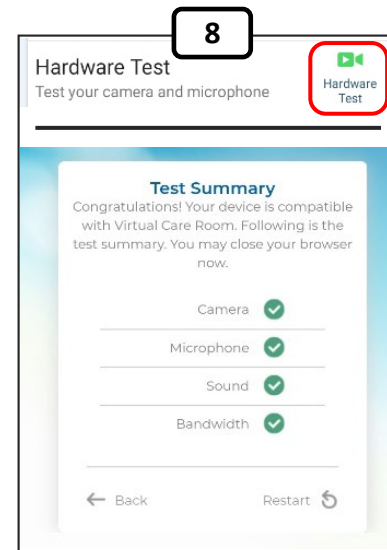 8
Hardware Test
Test your camera and microphone
Hardware
Test
Test Summary
Congratulations! Your device is compatible
with Virtual Care Room. Following is the
test summary. You may close your browser
now.
Camera
Microphone
Sound
Bandwidth
Back
Restart